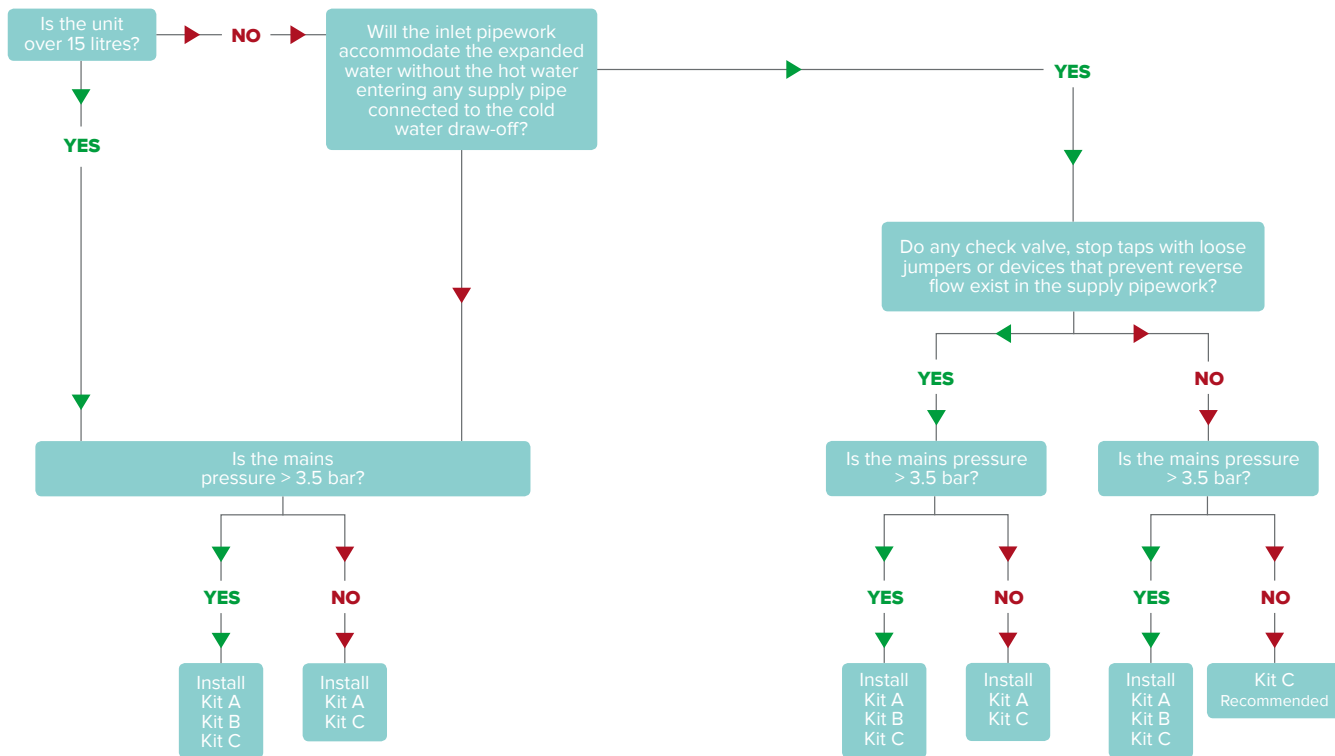 Is the unit
over 15 litres?
NO
Will the inlet pipework
accommodate the expanded
water without the hot water
entering any supply pipe
connected to the cold
water draw-off?
YES
YES
Do any check valve, stop taps with loose
jumpers or devices that prevent reverse
flow exist in the supply pipework?
YES
NO
Is the mains
pressure > 3.5 bar?
Is the mains pressure
> 3.5 bar?
Is the mains pressure
> 3.5 bar?
YES
NO
YES
NO
YES
NO
Install
Kit A
Kit B
Kit C
Install
Kit A
Kit C
Install
Kit A
Kit B
Kit C
Install
Kit A
Kit C
Install
Kit A
Kit B
Kit C
Kit C
Recommended